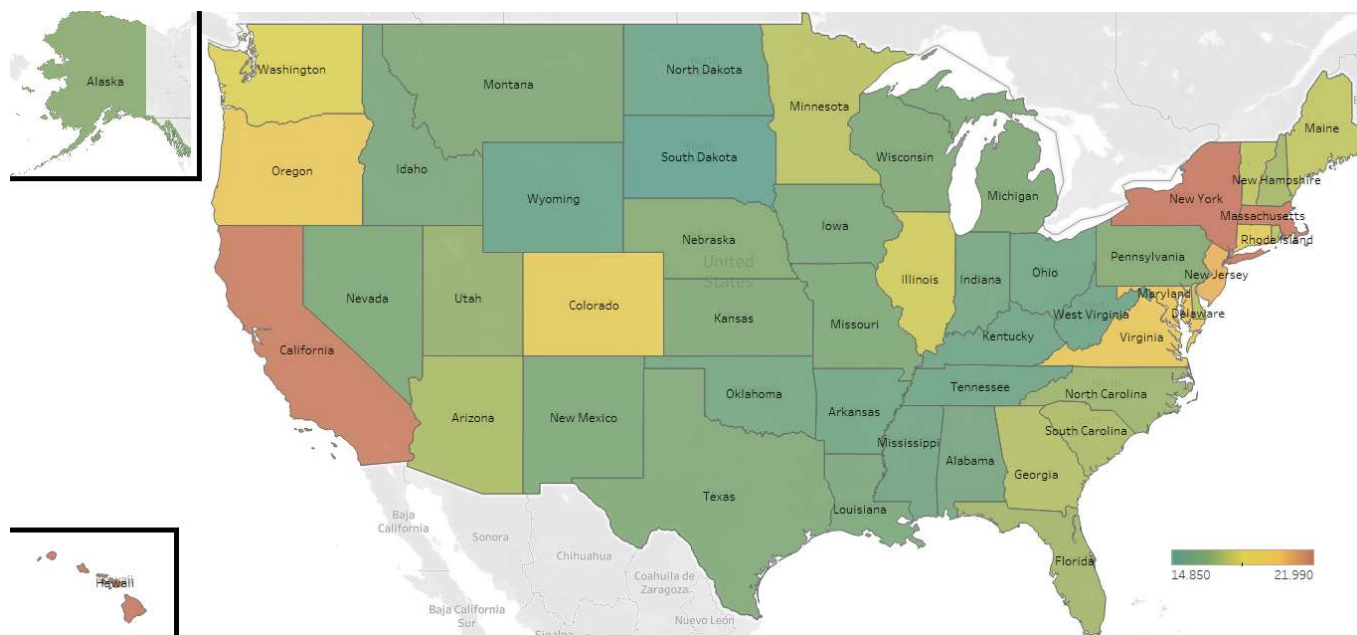 Alaska
Washington
Montana
North Dakota
Minnesota
Maine
Oregon
Idaho
South Dakota
Wisconsin
Michigan
New Hampshire
New York
Massachusetts
Rhode Island
Wyoming
Iowa
Nebraska
United
States
Pennsylvania
New Jersey
Nevada
Utah
Colorado
Illinois
Indiana
Ohio
Maryland
Delaware
West Virginia
Virginia
Kansas
Missouri
Kentucky
California
Tennessee
North Carolina
Oklahoma
Arkansas
Arizona
New Mexico
Mississippi
Alabama
South Carolina
Georgia
Texas
Louisiana
Florida
Baja
California
Sonora
Chihuahua
Coahuila de
Zaragoza
Baja California
Sur
Nuevo León
Hawaii
14.850
21.990